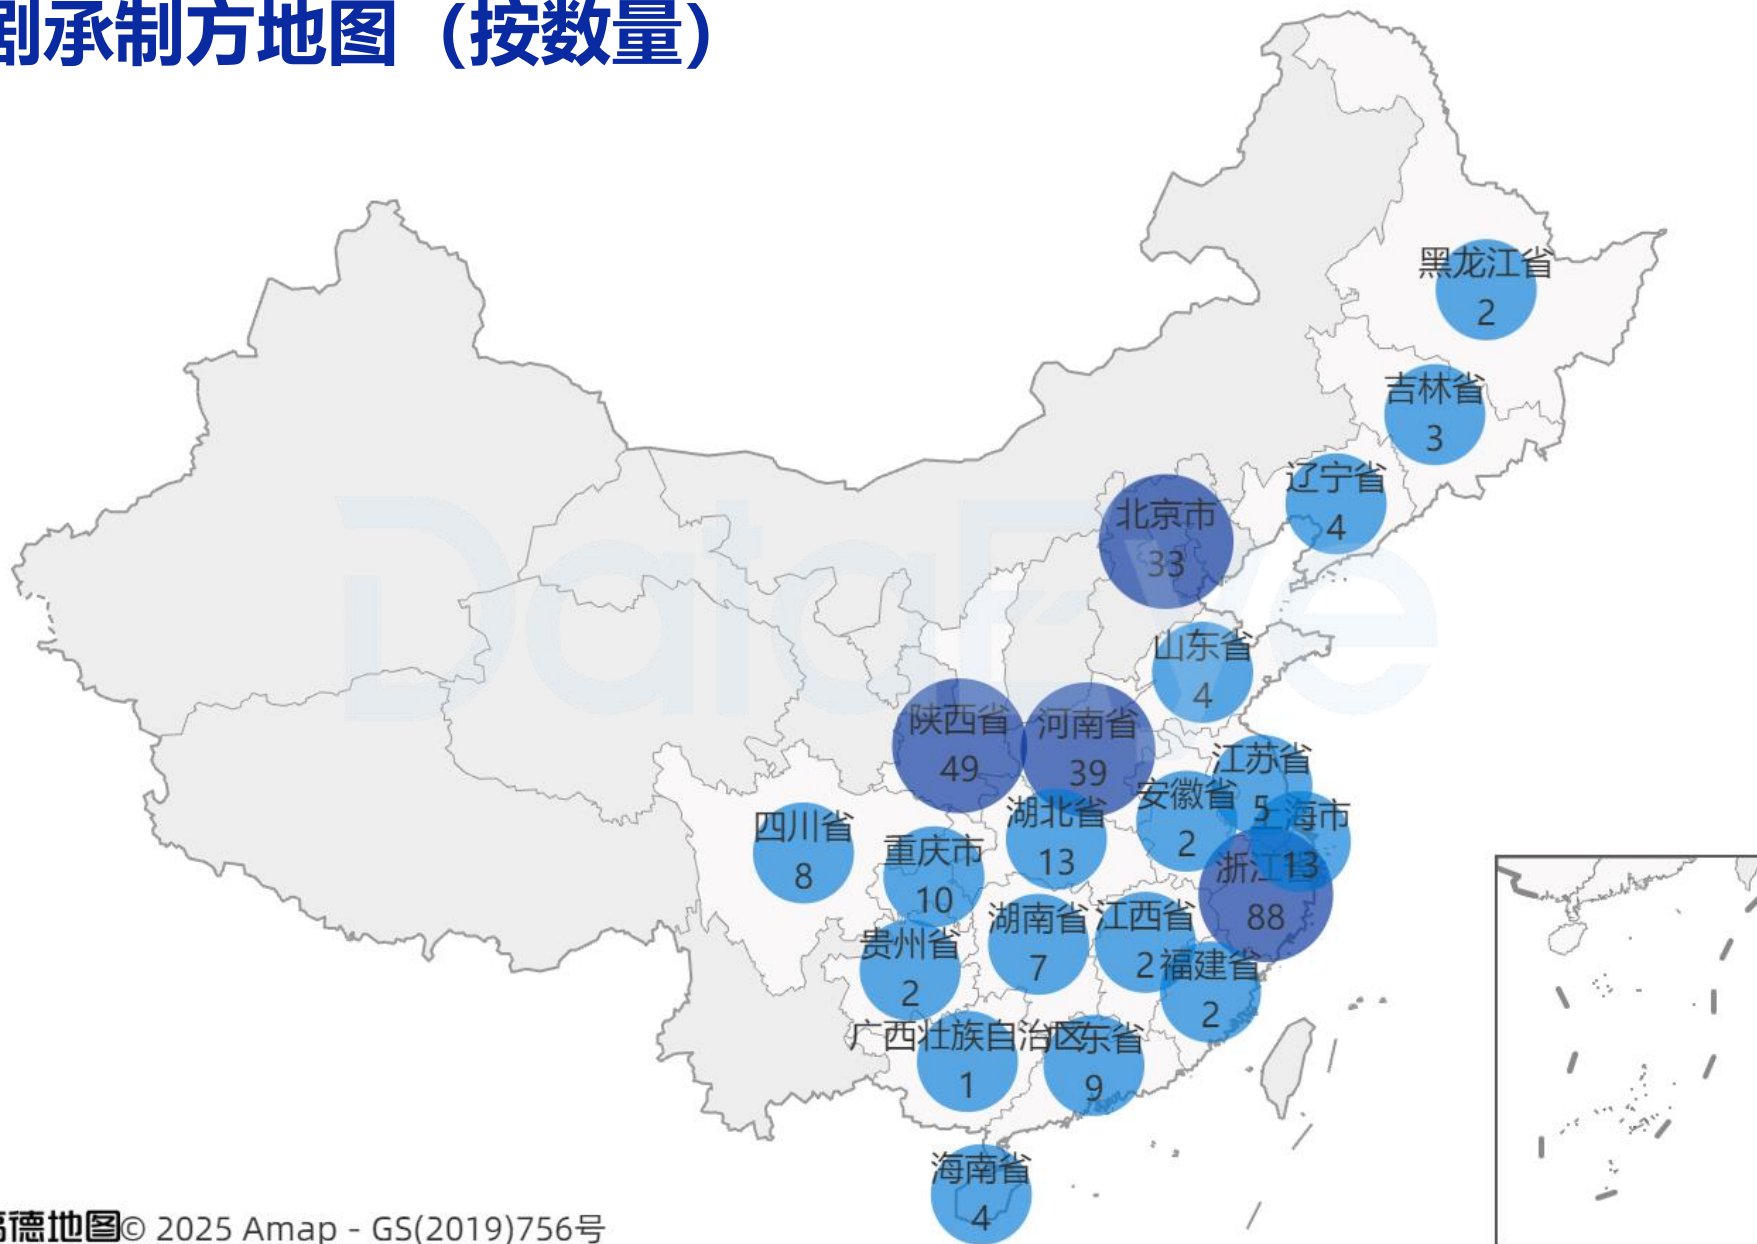 剧承制方地图（按数量）
黑龙江省
2
吉林省
3
辽宁省
4
北京市
33
山东省
4
陕西省
49
河南省
39
江苏省
5
安徽省
2
上海市
13
湖北省
13
四川省
8
重庆市
10
浙江省
88
湖南省
7
江西省
2
贵州省
2
福建省
2
广西壮族自治区
1
广东省
9
海南省
4
DataEye
高德地图© 2025 Amap - GS(2019)756号